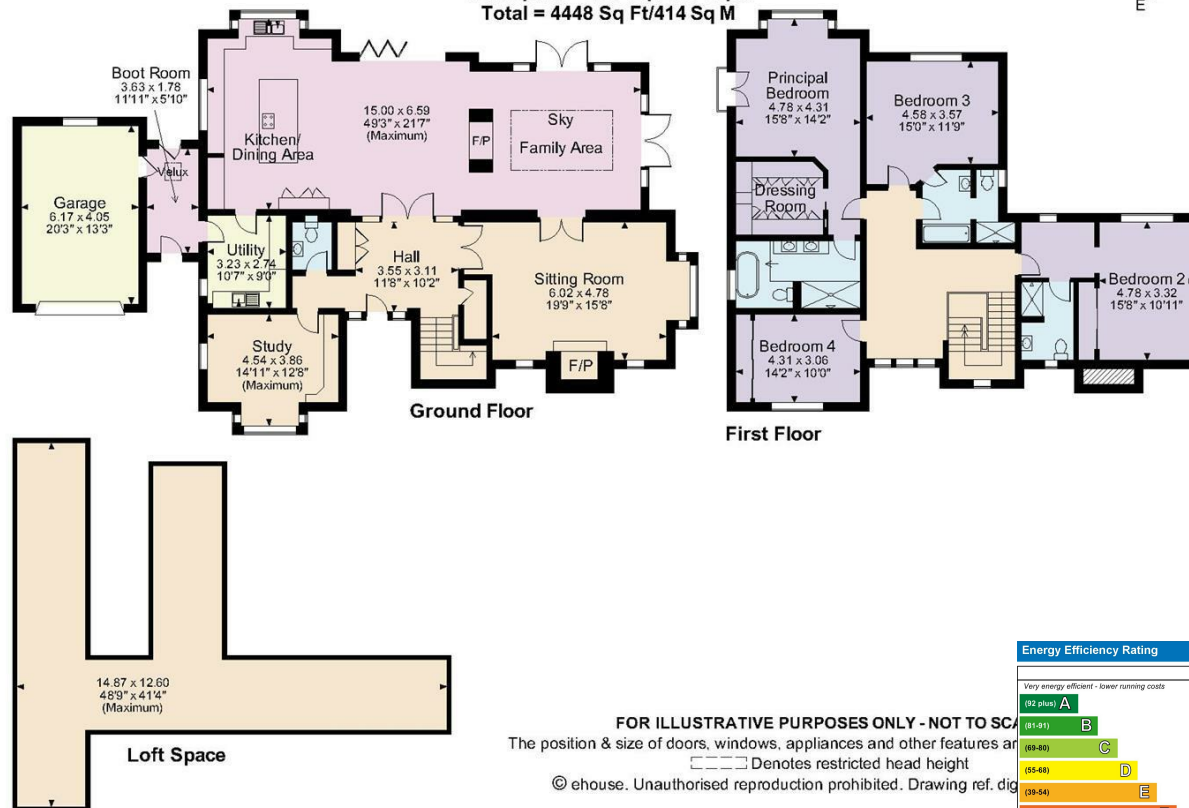 Total = 4448 Sq Ft/414 Sq M
E
Boot Room
3.63 x 1.78
11'11" x 5'10"
Velux
Garage
6.17 x 4.05
20'3" x 13'3"
Kitchen/
Dining Area
15.00 x 6.59
49'3" x 21'7"
(Maximum)
F/P
Sky
Family Area
Utility
3.23 x 2.74
10'7" x 9'0"
Hall
3.55 x 3.11
11'8" x 10'2"
Sitting Room
6.02 x 4.78
19'9" x 15'8"
F/P
Study
4.54 x 3.86
14'11" x 12'8"
(Maximum)
Ground Floor
Principal
Bedroom
4.78 x 4.31
15'8" x 14'2"
Bedroom 3
4.58 x 3.57
15'0" x 11'9"
Dressing
Room
Bedroom 2
4.78 x 3.32
15'8" x 10'11"
Bedroom 4
4.31 x 3.06
14'2" x 10'0"
First Floor
14.87 x 12.60
48'9" x 41'4"
(Maximum)
Loft Space
FOR ILLUSTRATIVE PURPOSES ONLY - NOT TO SCA
The position & size of doors, windows, appliances and other features ar
Denotes restricted head height
© ehouse. Unauthorised reproduction prohibited. Drawing ref. dig
Energy Efficiency Rating
Very energy efficient - lower running costs
(92 plus) A
(81-91) B
(69-80) C
(55-68) D
(39-54) E